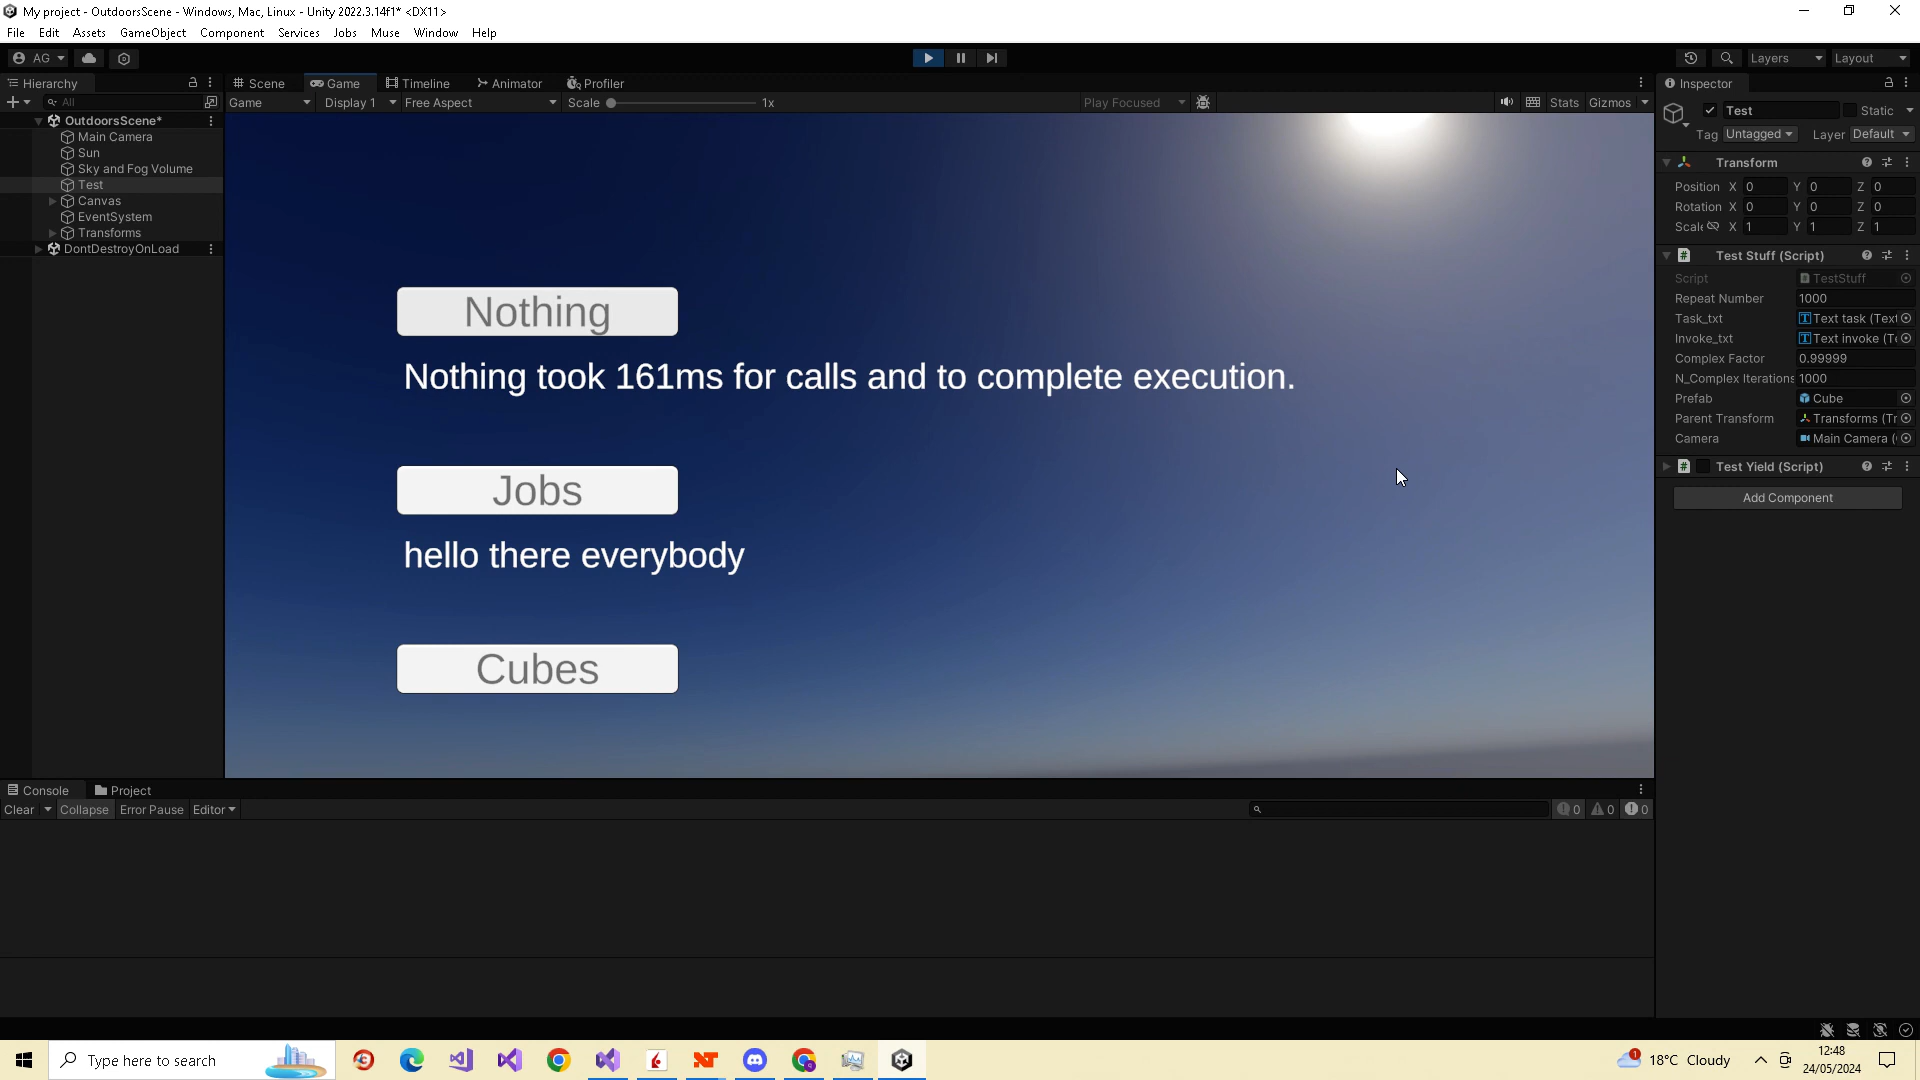 My project - OutdoorsScene - Windows, Mac, Linux - Unity 2022.3.14f1* <DX11>
File Edit Assets GameObject Component Services Jobs Muse Window Help
AG Layers Layout
Hierarchy
All
OutdoorsScene*
Main Camera
Sun
Sky and Fog Volume
Test
Canvas
EventSystem
Transforms
DontDestroyOnLoad
Scene Game Timeline Animator Profiler
Game Display 1 Free Aspect Scale 1x Play Focused Stats Gizmos
Nothing
Nothing took 161ms for calls and to complete execution.
Jobs
hello there everybody
Cubes
Inspector
Test Static
Tag Untagged Layer Default
Transform
Position X 0 Y 0 Z 0
Rotation X 0 Y 0 Z 0
Scale X 1 Y 1 Z 1
Test Stuff (Script)
Script TestStuff
Repeat Number 1000
Task_txt Text task (Text
Invoke_txt Text invoke (Te
Complex Factor 0.99999
N_Complex Iterations 1000
Prefab Cube
Parent Transform Transforms (Tr
Camera Main Camera (
Test Yield (Script)
Add Component
Console Project
Clear Collapse Error Pause Editor 0 0 0
Type here to search
1 18°C Cloudy
12:48
24/05/2024